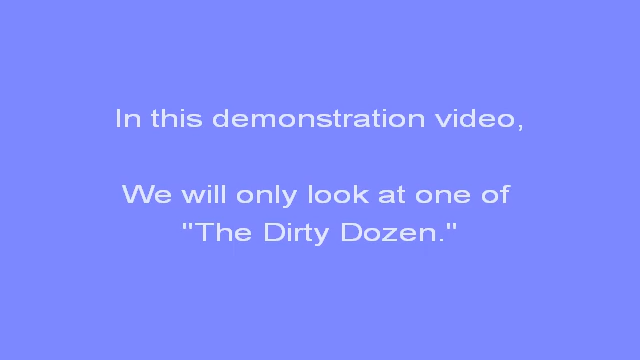 In this demonstration video,
We will only look at one of
"The Dirty Dozen."